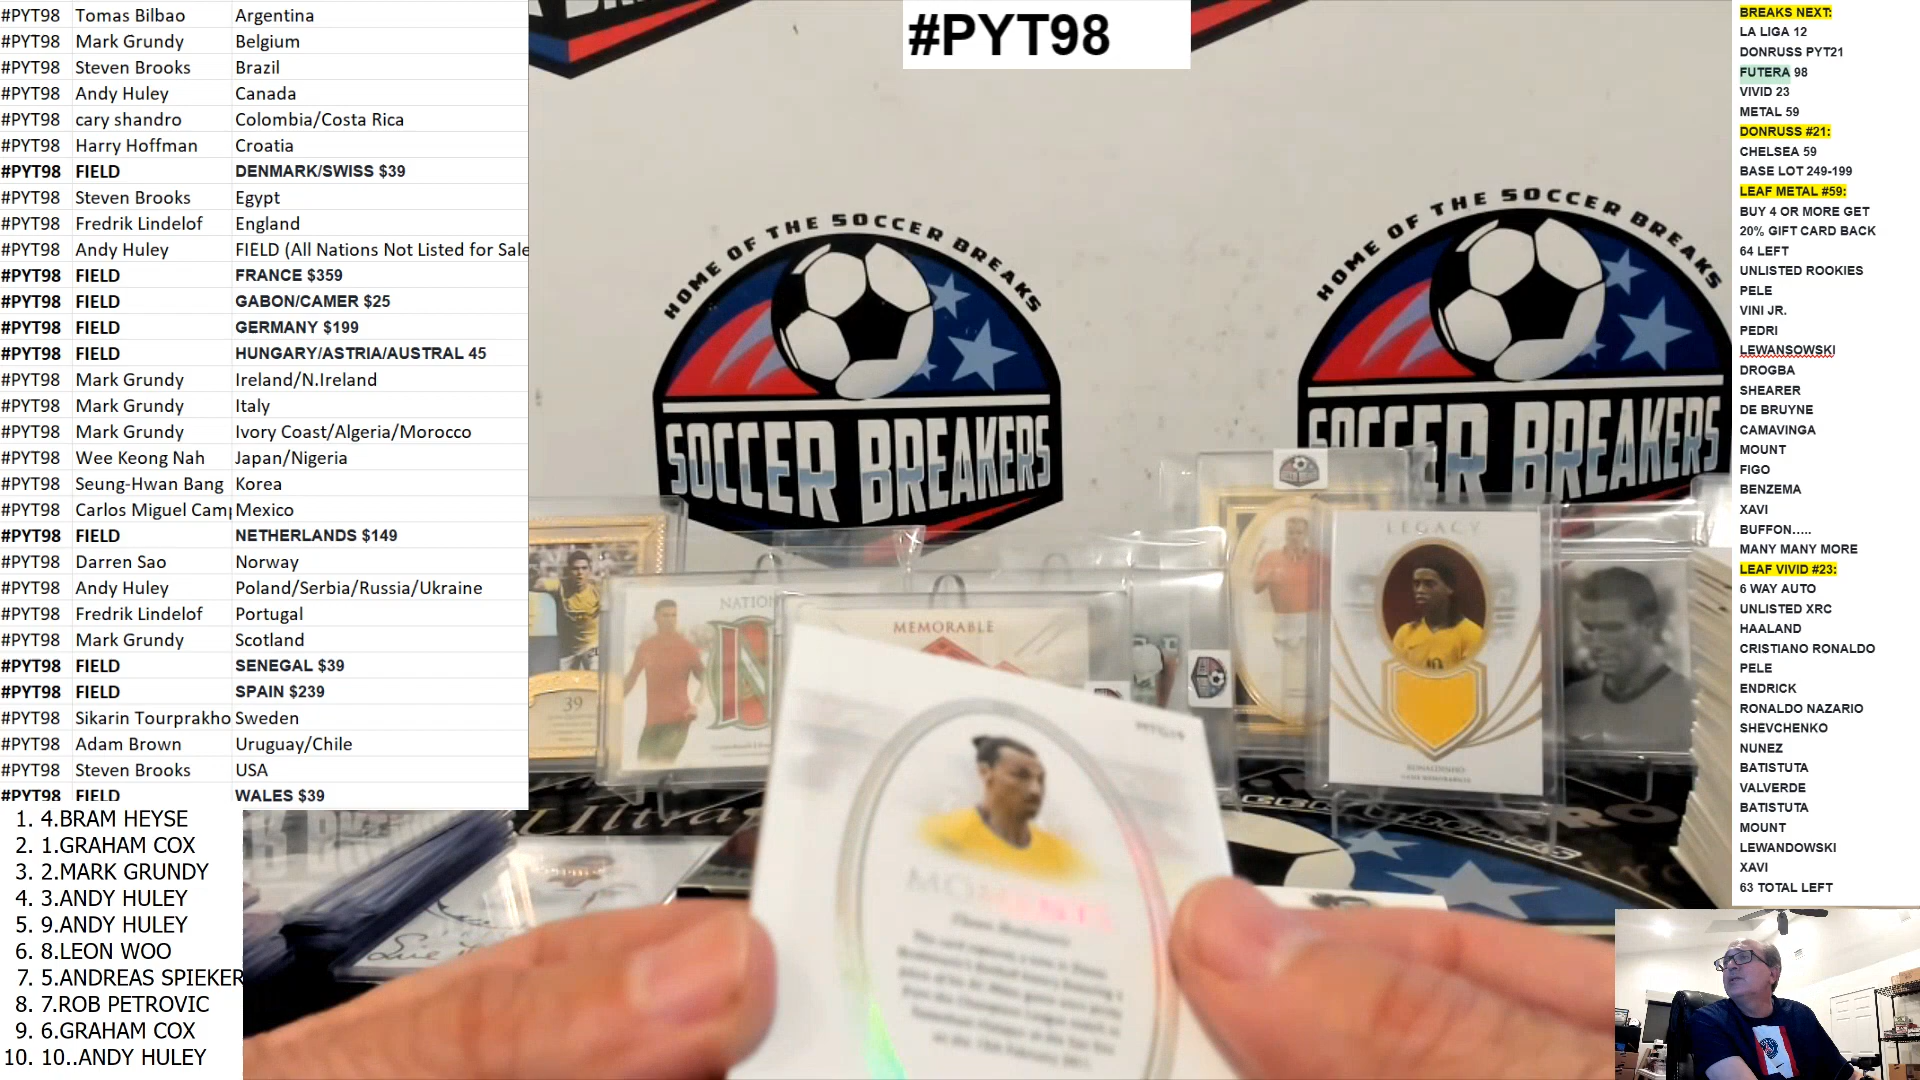 #PYT98 Tomas Bilbao Argentina
#PYT98 Mark Grundy Belgium
#PYT98 Steven Brooks Brazil
#PYT98 Andy Huley Canada
#PYT98 cary shandro Colombia/Costa Rica
#PYT98 Harry Hoffman Croatia
#PYT98 FIELD DENMARK/SWISS $39
#PYT98 Steven Brooks Egypt
#PYT98 Fredrik Lindelof England
#PYT98 Andy Huley FIELD (All Nations Not Listed for Sale
#PYT98 FIELD FRANCE $359
#PYT98 FIELD GABON/CAMER $25
#PYT98 FIELD GERMANY $199
#PYT98 FIELD HUNGARY/ASTRIA/AUSTRAL 45
#PYT98 Mark Grundy Ireland/N.Ireland
#PYT98 Mark Grundy Italy
#PYT98 Mark Grundy Ivory Coast/Algeria/Morocco
#PYT98 Wee Keong Nah Japan/Nigeria
#PYT98 Seung-Hwan Bang Korea
#PYT98 Carlos Miguel Camp Mexico
#PYT98 FIELD NETHERLANDS $149
#PYT98 Darren Sao Norway
#PYT98 Andy Huley Poland/Serbia/Russia/Ukraine
#PYT98 Fredrik Lindelof Portugal
#PYT98 Mark Grundy Scotland
#PYT98 FIELD SENEGAL $39
#PYT98 FIELD SPAIN $239
#PYT98 Sikarin Tourprakho Sweden
#PYT98 Adam Brown Uruguay/Chile
#PYT98 Steven Brooks USA
#PYT98 FIELD WALES $39
1. 4.BRAM HEYSE
2. 1.GRAHAM COX
3. 2.MARK GRUNDY
4. 3.ANDY HULEY
5. 9.ANDY HULEY
6. 8.LEON WOO
7. 5.ANDREAS SPIEKER
8. 7.ROB PETROVIC
9. 6.GRAHAM COX
10. 10..ANDY HULEY
#PYT98
HOME OF THE SOCCER BREAKS
SOCCER BREAKERS
HOME OF THE SOCCER BREAKS
SOCCER BREAKERS
NATION
MEMORABLE
39
LEGACY
RONALDINHO
GAME MEMORABILIA
BREAKS NEXT:
LA LIGA 12
DONRUSS PYT21
FUTERA 98
VIVID 23
METAL 59
DONRUSS #21:
CHELSEA 59
BASE LOT 249-199
LEAF METAL #59:
BUY 4 OR MORE GET
20% GIFT CARD BACK
64 LEFT
UNLISTED ROOKIES
PELE
VINI JR.
PEDRI
LEWANSOWSKI
DROGBA
SHEARER
DE BRUYNE
CAMAVINGA
MOUNT
FIGO
BENZEMA
XAVI
BUFFON.....
MANY MANY MORE
LEAF VIVID #23:
6 WAY AUTO
UNLISTED XRC
HAALAND
CRISTIANO RONALDO
PELE
ENDRICK
RONALDO NAZARIO
SHEVCHENKO
NUNEZ
BATISTUTA
VALVERDE
BATISTUTA
MOUNT
LEWANDOWSKI
XAVI
63 TOTAL LEFT